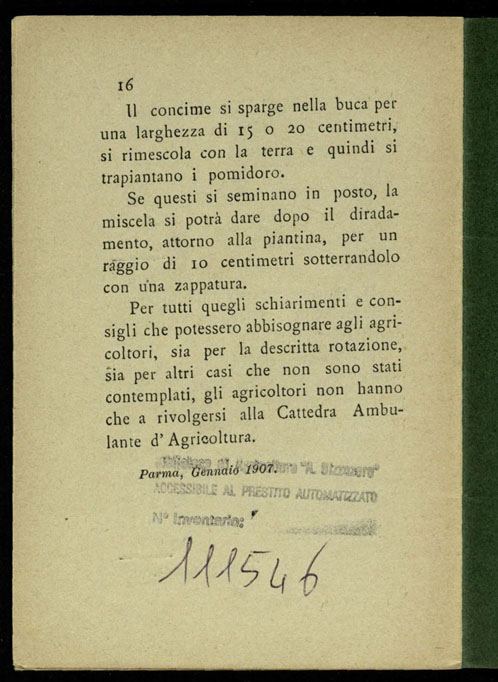 16
Il concime si sparge nella buca per
una larghezza di 15 o 20 centimetri,
si rimescola con la terra e quindi si
trapiantano i pomidoro.
Se questi si seminano in posto, la
miscela si potrà dare dopo il dirada-
mento, attorno alla piantina, per un
raggio di 10 centimetri sotterrandolo
con una zappatura.
Per tutti quegli schiarimenti e con-
sigli che potessero abbisognare agli agri-
coltori, sia per la descritta rotazione,
sia per altri casi che non sono stati
contemplati, gli agricoltori non hanno
che a rivolgersi alla Cattedra Ambu-
lante d' Agricoltura.
Parma, Gennaio 1907.
ACCESSIBILE AL PRESTITO AUTOMATIZZATO
N° Inventario:
111546